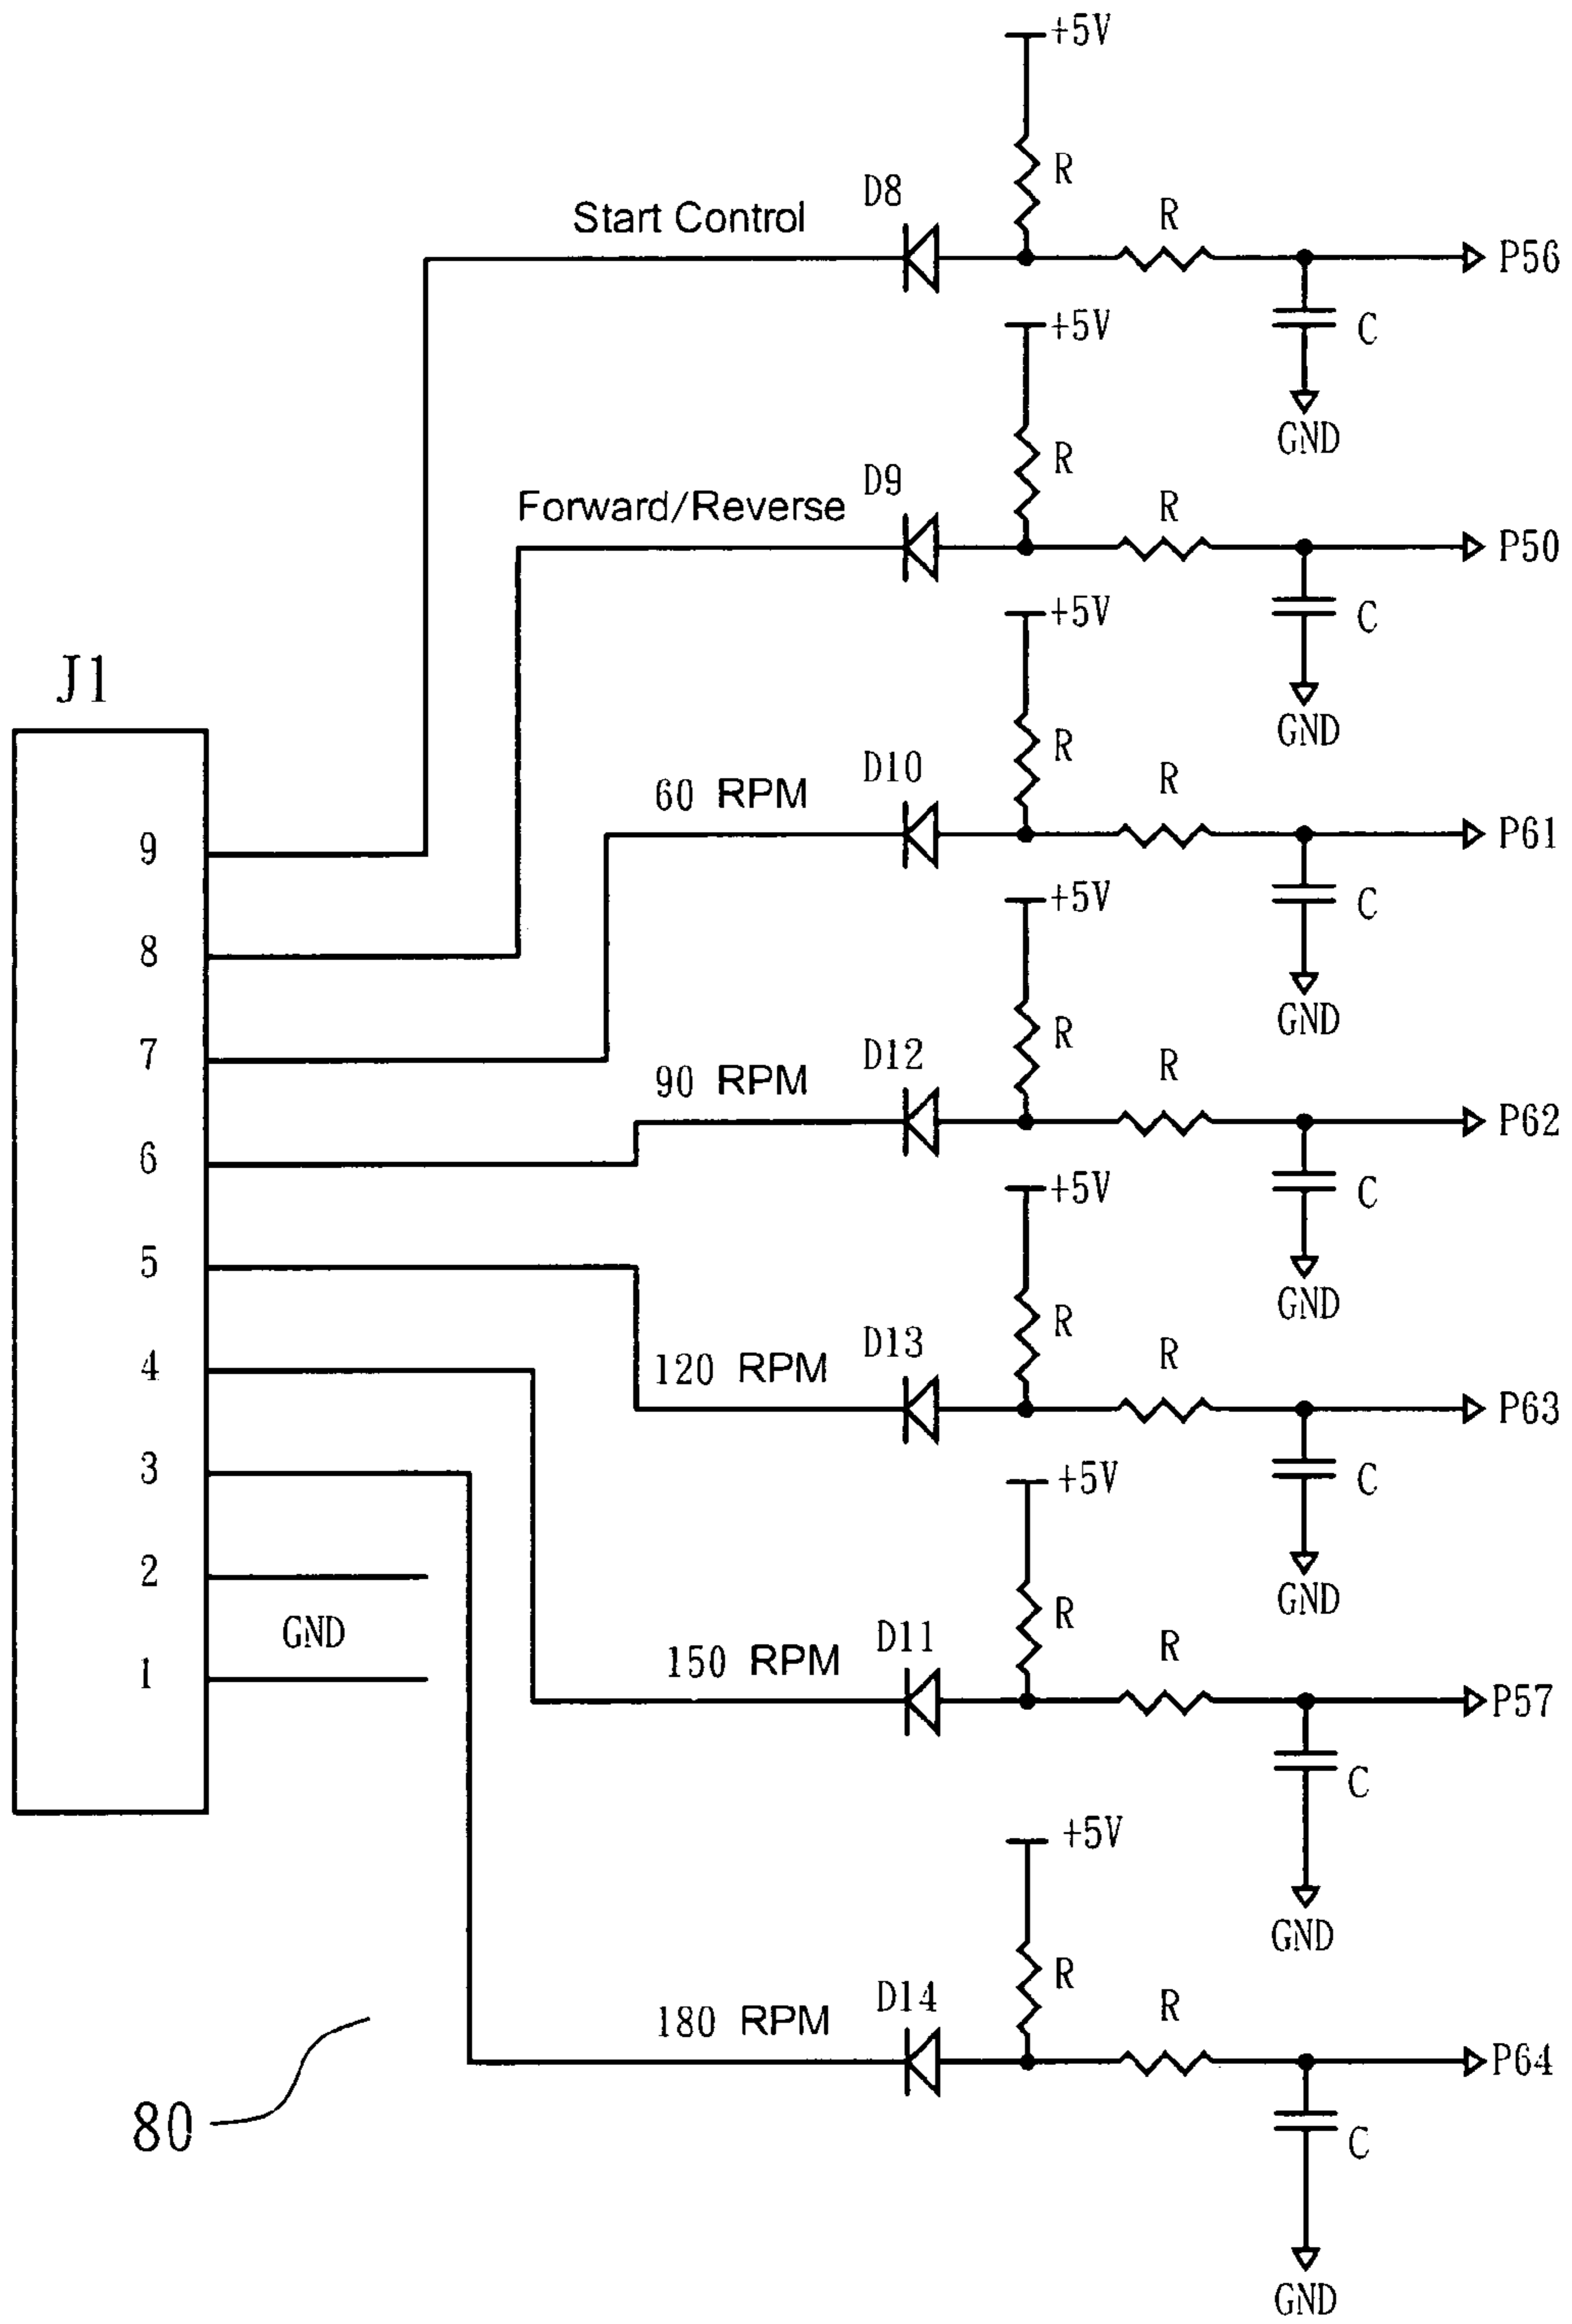 +5V
R
D8
Start Control
R
P56
C
GND
+5V
R
D9
Forward/Reverse
R
P50
C
GND
+5V
R
D10
60 RPM
R
P61
C
GND
+5V
R
D12
90 RPM
R
P62
C
GND
+5V
R
D13
120 RPM
R
P63
C
GND
+5V
R
D11
150 RPM
R
P57
C
GND
+5V
R
D14
180 RPM
R
P64
C
GND
J1
9
8
7
6
5
4
3
2
GND
1
80